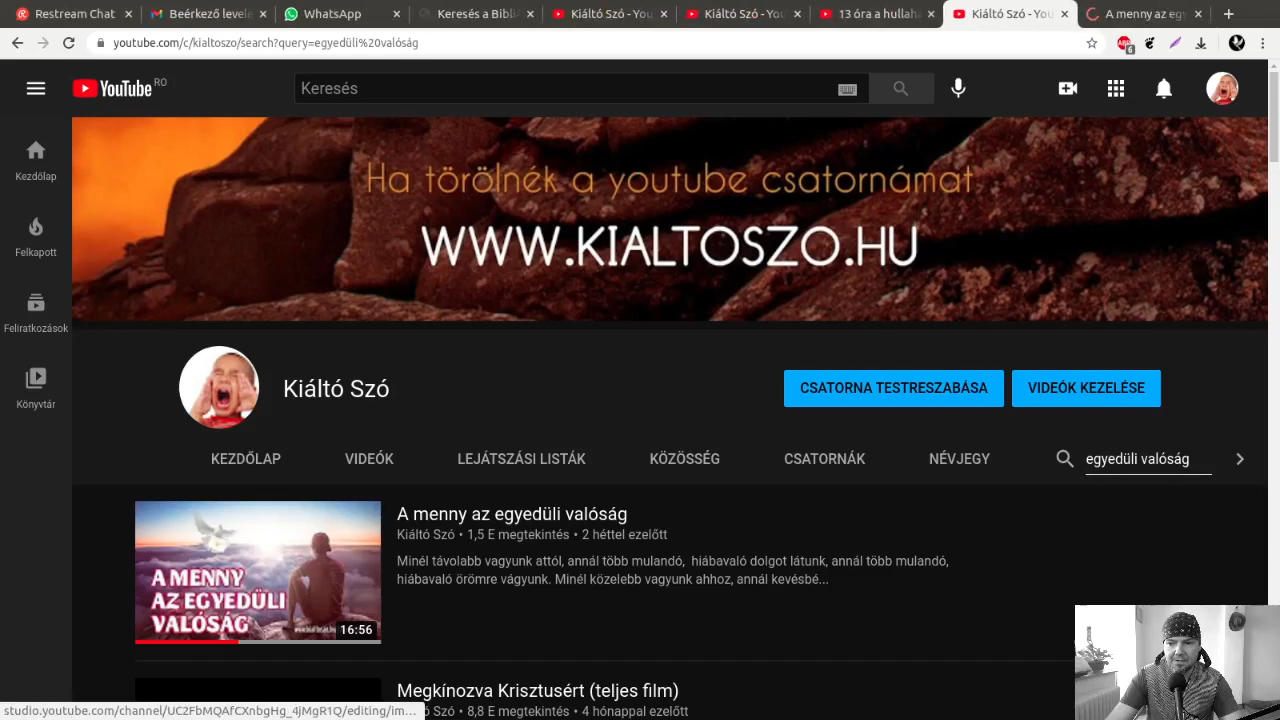 Restream Chat
Beérkező levele
WhatsApp
Keresés a Bibli
Kiáltó Szó - You
Kiáltó Szó - You
13 óra a hullaha
Kiáltó Szó - You
A menny az egy
youtube.com/c/kialtoszo/search?query=egyedüli%20valóság
6
YouTube RO
Keresés
Kezdőlap
Felkapott
Feliratkozások
Könyvtár
Ha törölnék a youtube csatornámat
WWW.KIALTOSZO.HU
Kiáltó Szó
CSATORNA TESTRESZABÁSA
VIDEÓK KEZELÉSE
KEZDŐLAP
VIDEÓK
LEJÁTSZÁSI LISTÁK
KÖZÖSSÉG
CSATORNÁK
NÉVJEGY
egyedüli valóság
A MENNY
AZ EGYEDÜLI
VALÓSÁG
16:56
A menny az egyedüli valóság
Kiáltó Szó • 1,5 E megtekintés • 2 héttel ezelőtt
Minél távolabb vagyunk attól, annál több mulandó, hiábavaló dolgot látunk, annál több mulandó,
hiábavaló örömre vágyunk. Minél közelebb vagyunk ahhoz, annál kevésbé...
Megkínozva Krisztusért (teljes film)
ó Szó • 8,8 E megtekintés • 4 hónappal ezelőtt
studio.youtube.com/channel/UC2FbMQAfCXnbgHg_4jMgR1Q/editing/im...